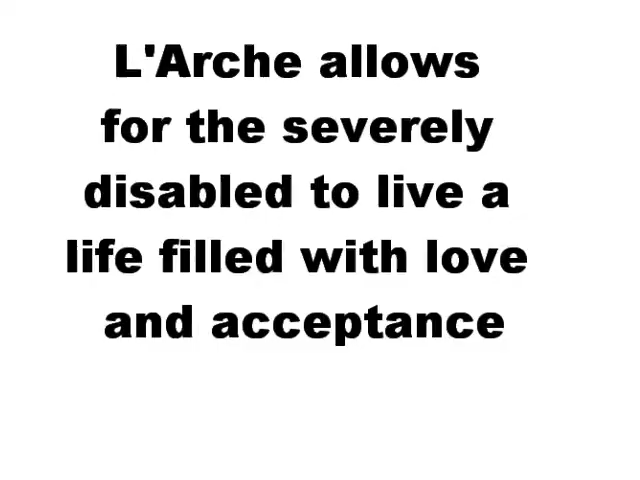 L'Arche allows
for the severely
disabled to live a
life filled with love
and acceptance